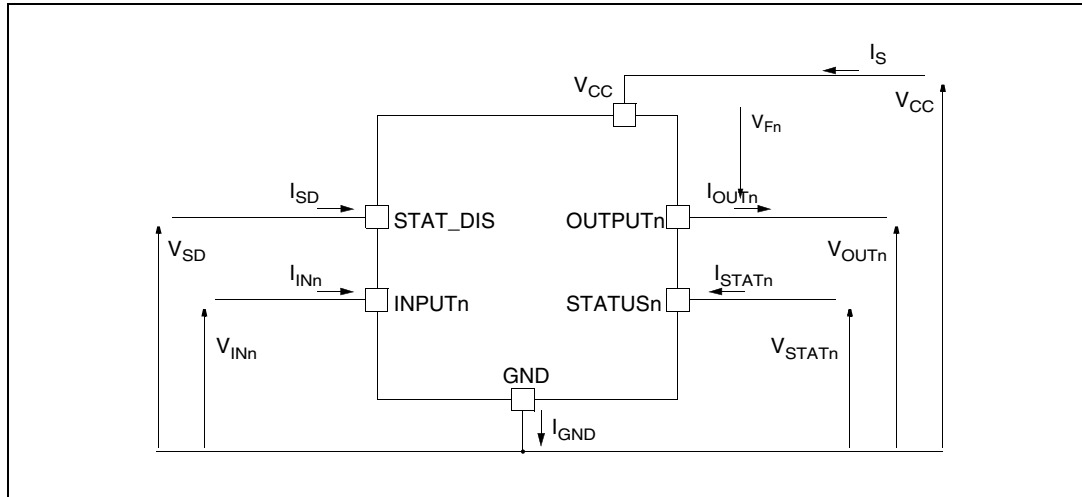 I_S
V_CC
V_CC
V_Fn
I_SD
I_OUTn
STAT_DIS
OUTPUTn
V_SD
V_OUTn
I_INn
I_STATn
INPUTn
STATUSn
V_INn
V_STATn
GND
I_GND